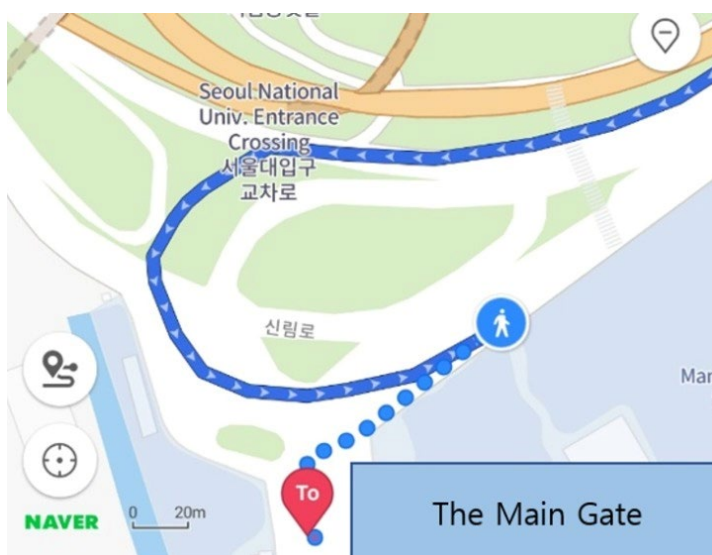 Seoul National
Univ. Entrance
Crossing
서울대입구
교차로
신림로
Mar
To
NAVER
0 20m
The Main Gate